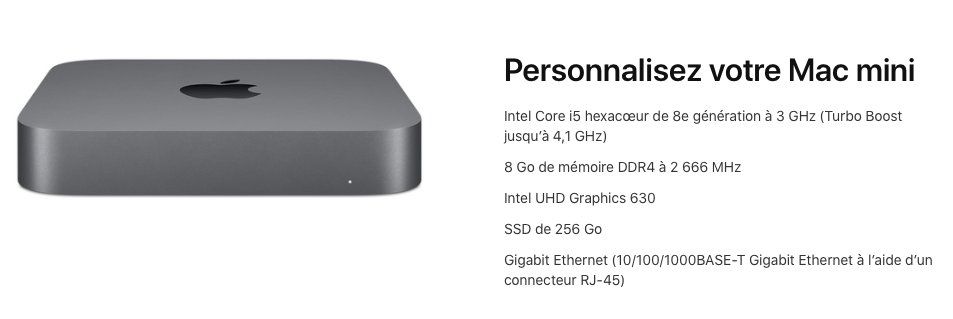 Personnalisez votre Mac mini
Intel Core i5 hexacœur de 8e génération à 3 GHz (Turbo Boost
jusqu’à 4,1 GHz)
8 Go de mémoire DDR4 à 2 666 MHz
Intel UHD Graphics 630
SSD de 256 Go
Gigabit Ethernet (10/100/1000BASE-T Gigabit Ethernet à l’aide d’un
connecteur RJ-45)